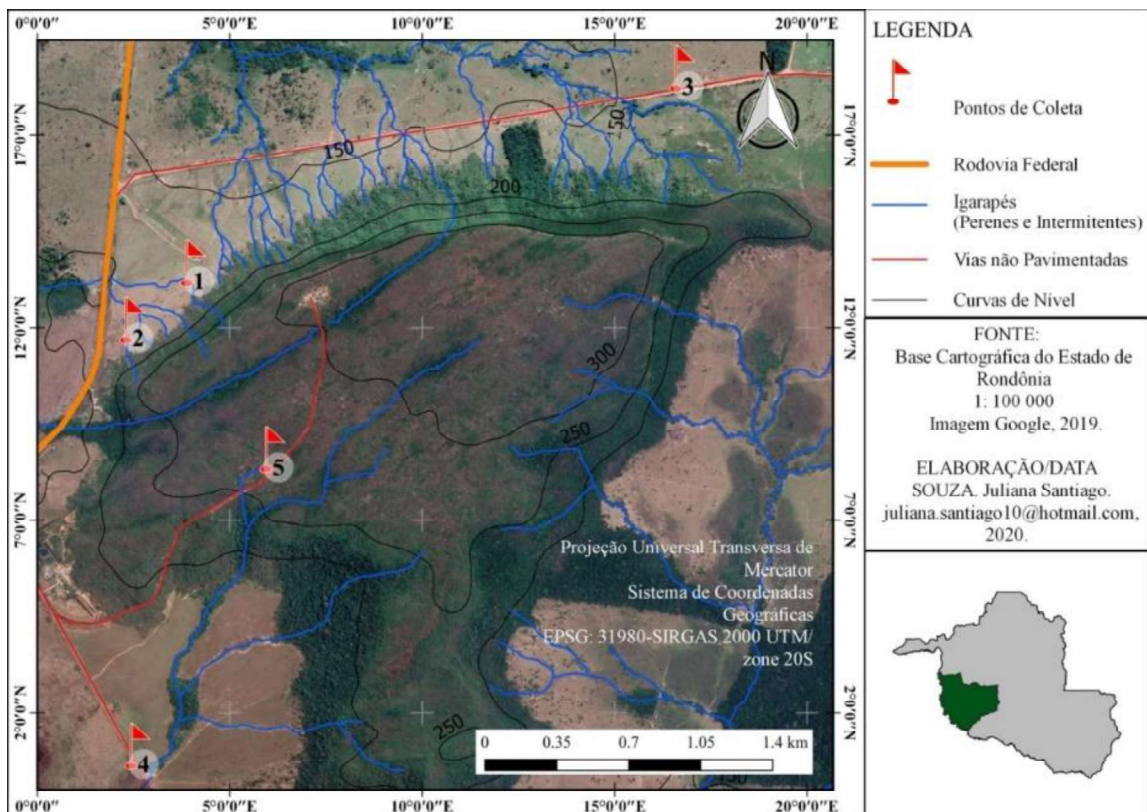 0°0'0"E
5°0'0"E
10°0'0"E
15°0'0"E
20°0'0"E
17°0'0"N
12°0'0"N
7°0'0"N
2°0'0"N
N
3
150
150
200
1
2
300
250
5
250
4
Projeção Universal Transversa de
Mercator
Sistema de Coordenadas
Geográficas
EPSG: 31980-SIRGAS 2000 UTM/
zone 20S
0 0.35 0.7 1.05 1.4 km
17°0'0"N
12°0'0"N
7°0'0"N
2°0'0"N
0°0'0"E
5°0'0"E
10°0'0"E
15°0'0"E
20°0'0"E
LEGENDA
Pontos de Coleta
Rodovia Federal
Igarapés
(Perenes e Intermitentes)
Vias não Pavimentadas
Curvas de Nível
FONTE:
Base Cartográfica do Estado de
Rondônia
1: 100 000
Imagem Google, 2019.
ELABORAÇÃO/DATA
SOUZA. Juliana Santiago.
juliana.santiago10@hotmail.com,
2020.